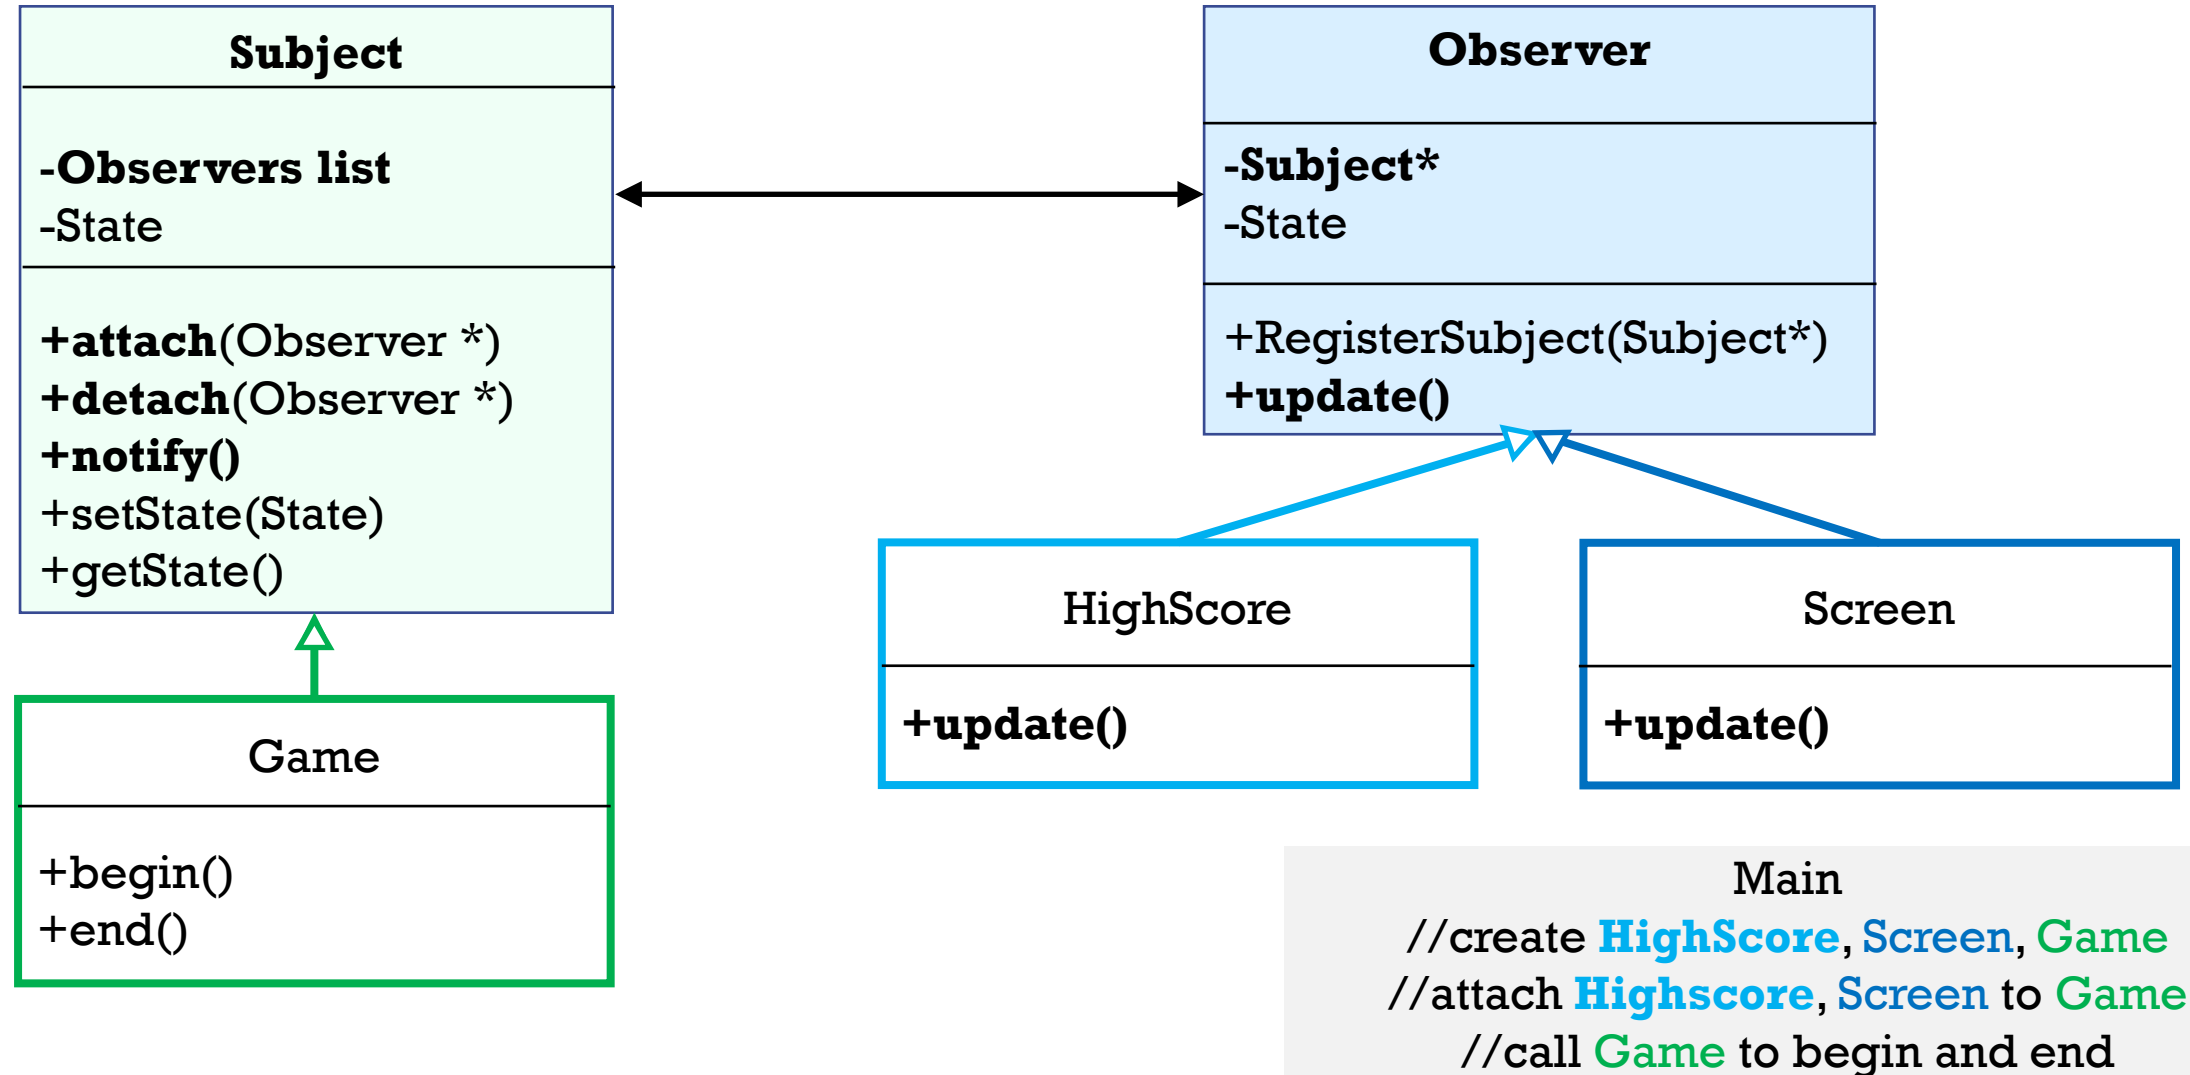 Subject
-Observers list
-State
+attach(Observer *)
+detach(Observer *)
+notify()
+setState(State)
+getState()
Observer
-Subject*
-State
+RegisterSubject(Subject*)
+update()
Game
+begin()
+end()
HighScore
+update()
Screen
+update()
Main
//create HighScore, Screen, Game
//attach Highscore, Screen to Game
//call Game to begin and end